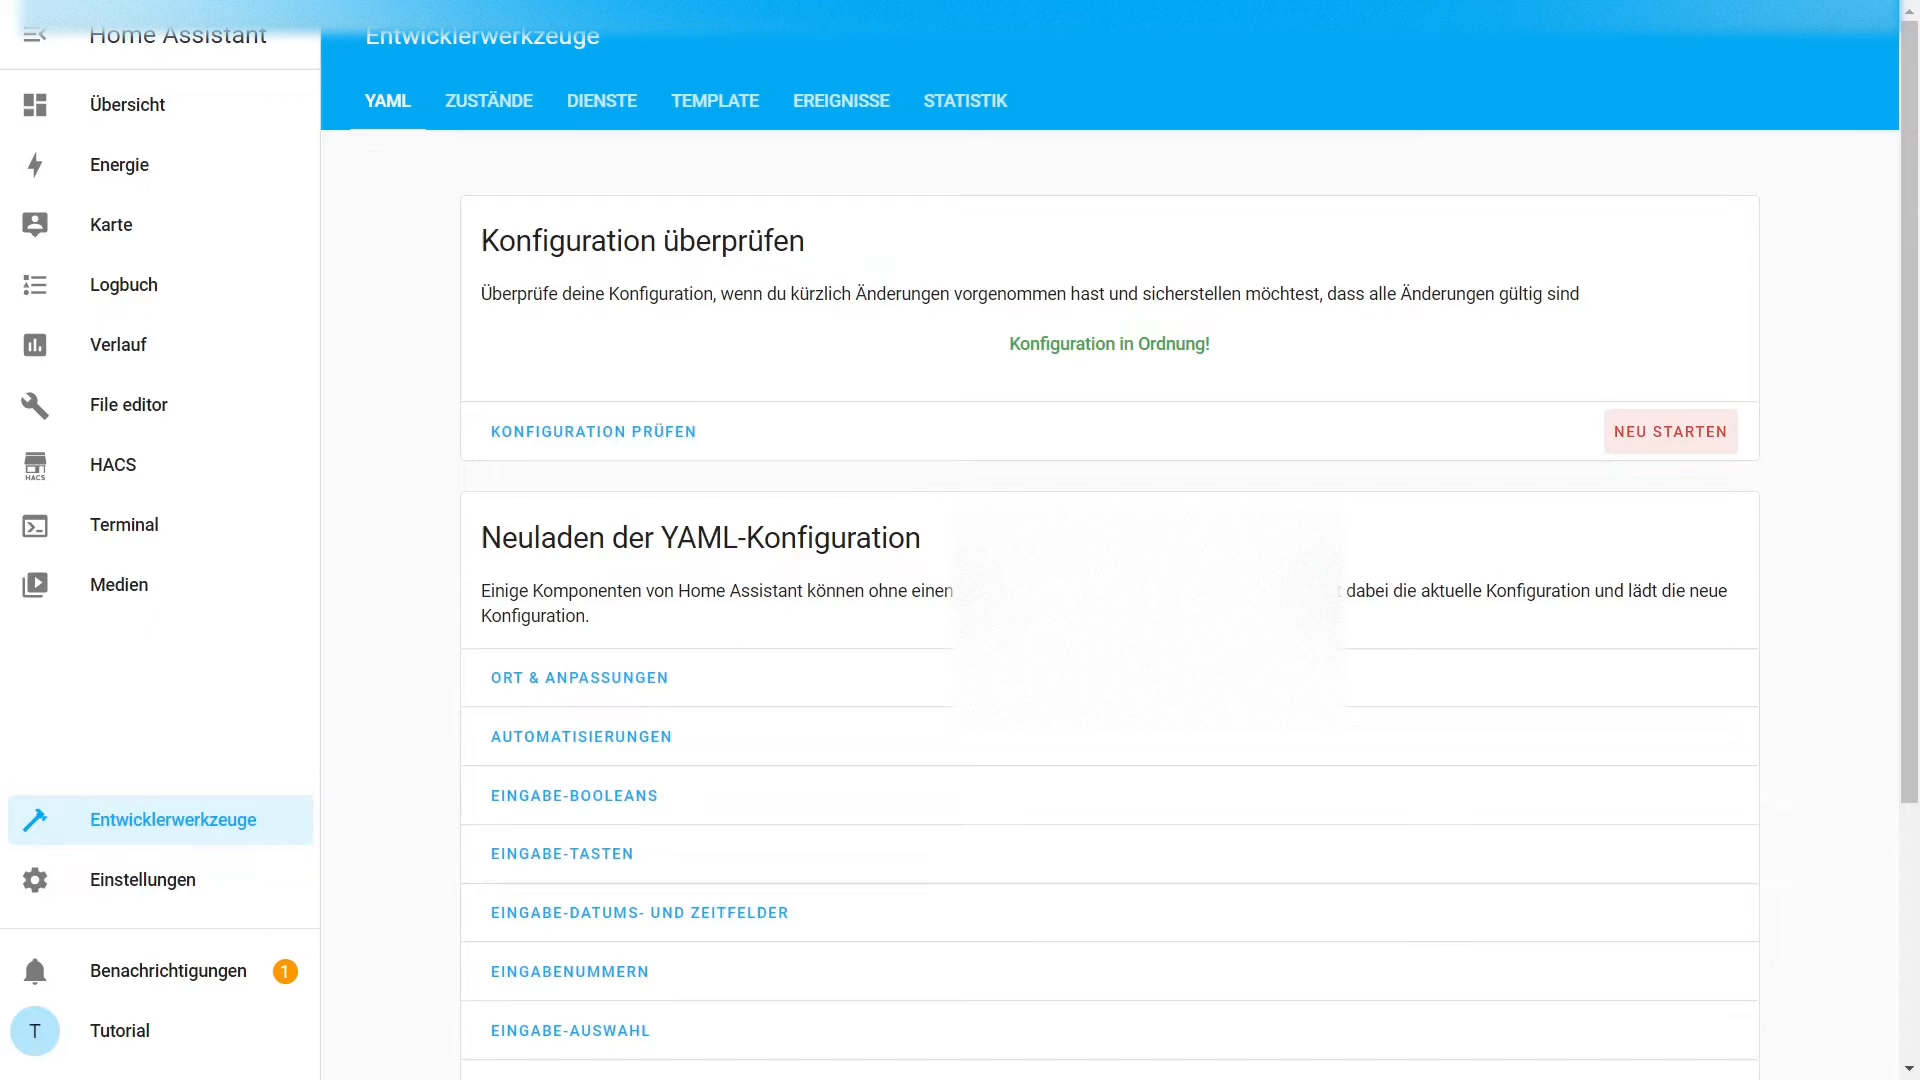 Home Assistant
Entwicklerwerkzeuge
YAML ZUSTÄNDE DIENSTE TEMPLATE EREIGNISSE STATISTIK
Übersicht
Energie
Karte
Logbuch
Verlauf
File editor
HACS
HACS
Terminal
Medien
Entwicklerwerkzeuge
Einstellungen
Benachrichtigungen 1
T Tutorial
Konfiguration überprüfen
Überprüfe deine Konfiguration, wenn du kürzlich Änderungen vorgenommen hast und sicherstellen möchtest, dass alle Änderungen gültig sind
Konfiguration in Ordnung!
KONFIGURATION PRÜFEN NEU STARTEN
Neuladen der YAML-Konfiguration
Einige Komponenten von Home Assistant können ohne einen dabei die aktuelle Konfiguration und lädt die neue
Konfiguration.
ORT & ANPASSUNGEN
AUTOMATISIERUNGEN
EINGABE-BOOLEANS
EINGABE-TASTEN
EINGABE-DATUMS- UND ZEITFELDER
EINGABENUMMERN
EINGABE-AUSWAHL